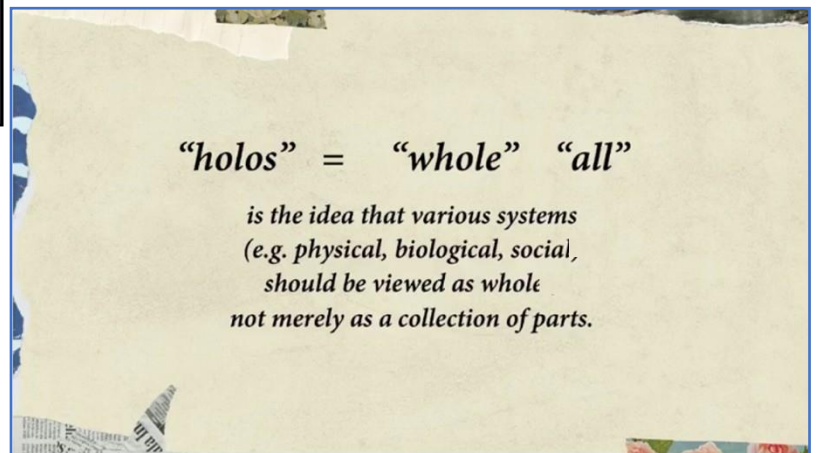 “holos” = “whole” “all”
is the idea that various systems
(e.g. physical, biological, social,
should be viewed as whole
not merely as a collection of parts.